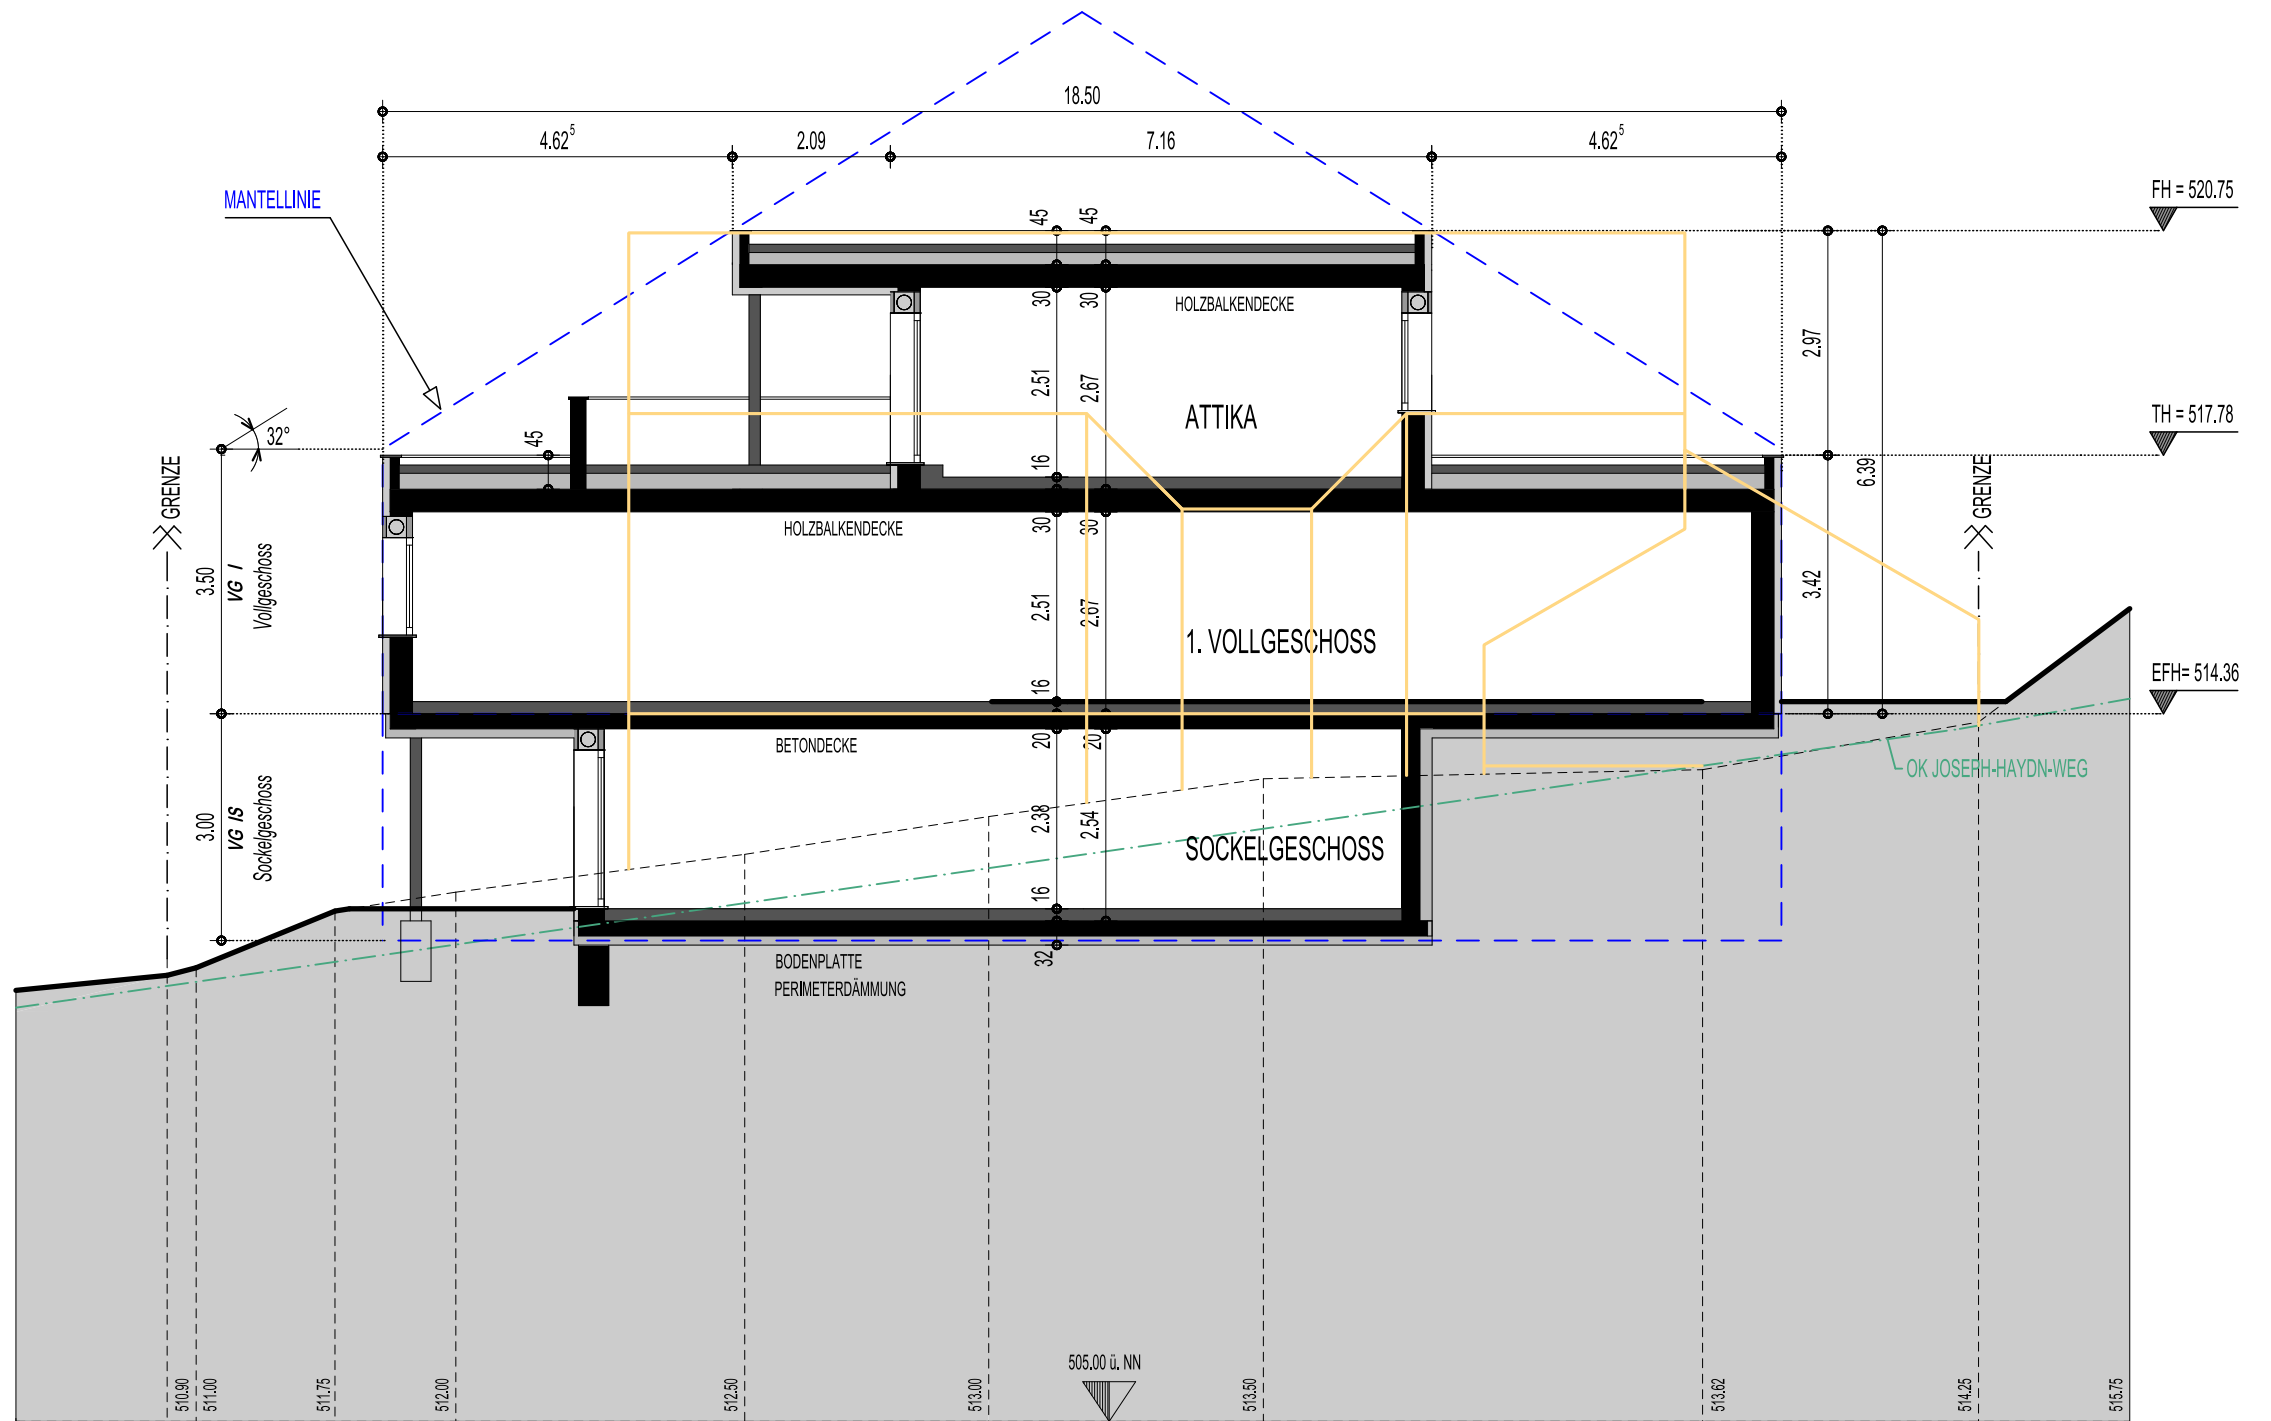 18.50
4.62⁵
2.09
7.16
4.62⁵
MANTELLINIE
FH = 520.75
45
45
30
30
HOLZBALKENDECKE
2.97
2.51
2.67
ATTIKA
TH = 517.78
32°
45
16
6.39
GRENZE
GRENZE
30
30
HOLZBALKENDECKE
3.50
VG I
Vollgeschoss
2.51
2.67
3.42
1. VOLLGESCHOSS
16
EFH= 514.36
20
20
BETONDECKE
OK JOSEPH-HAYDN-WEG
3.00
VG IS
Sockelgeschoss
2.38
2.54
SOCKELGESCHOSS
16
32
BODENPLATTE
PERIMETERDÄMMUNG
505.00 ü. NN
510.90
511.00
511.75
512.00
512.50
513.00
513.50
513.62
514.25
515.75